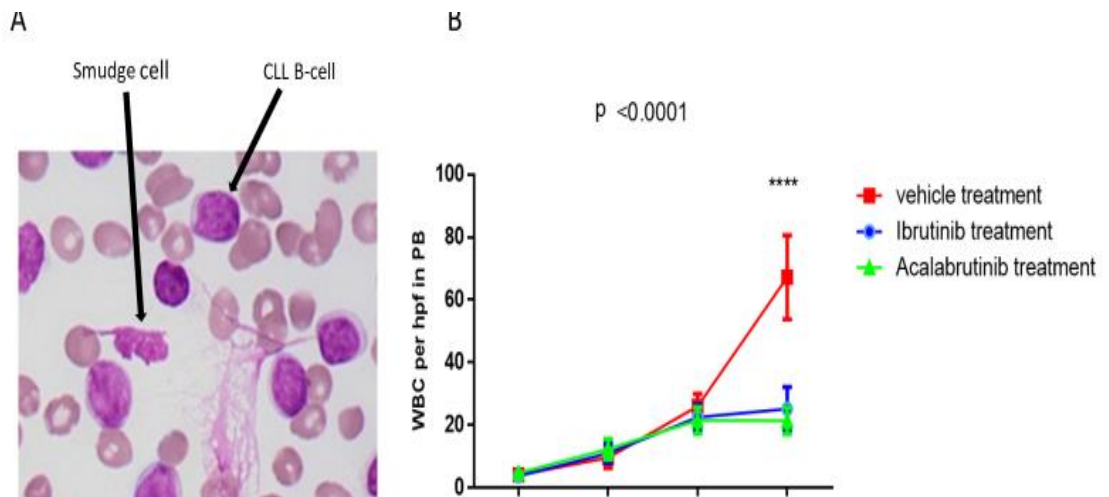 A
B
Smudge cell
CLL B-cell
p <0.0001
100
80
60
40
20
0
WBC per hpf in PB
****
vehicle treatment
Ibrutinib treatment
Acalabrutinib treatment